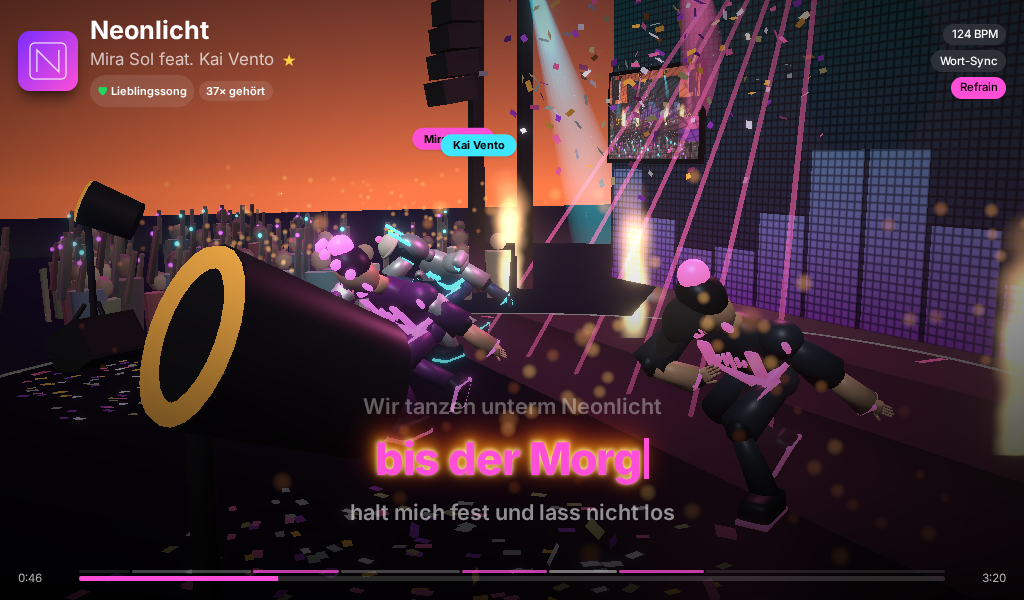 Neonlicht
Mira Sol feat. Kai Vento ★
Lieblingssong
37× gehört
124 BPM
Wort-Sync
Refrain
Kai Vento
Wir tanzen unterm Neonlicht
bis der Morg
halt mich fest und lass nicht los
0:46
3:20